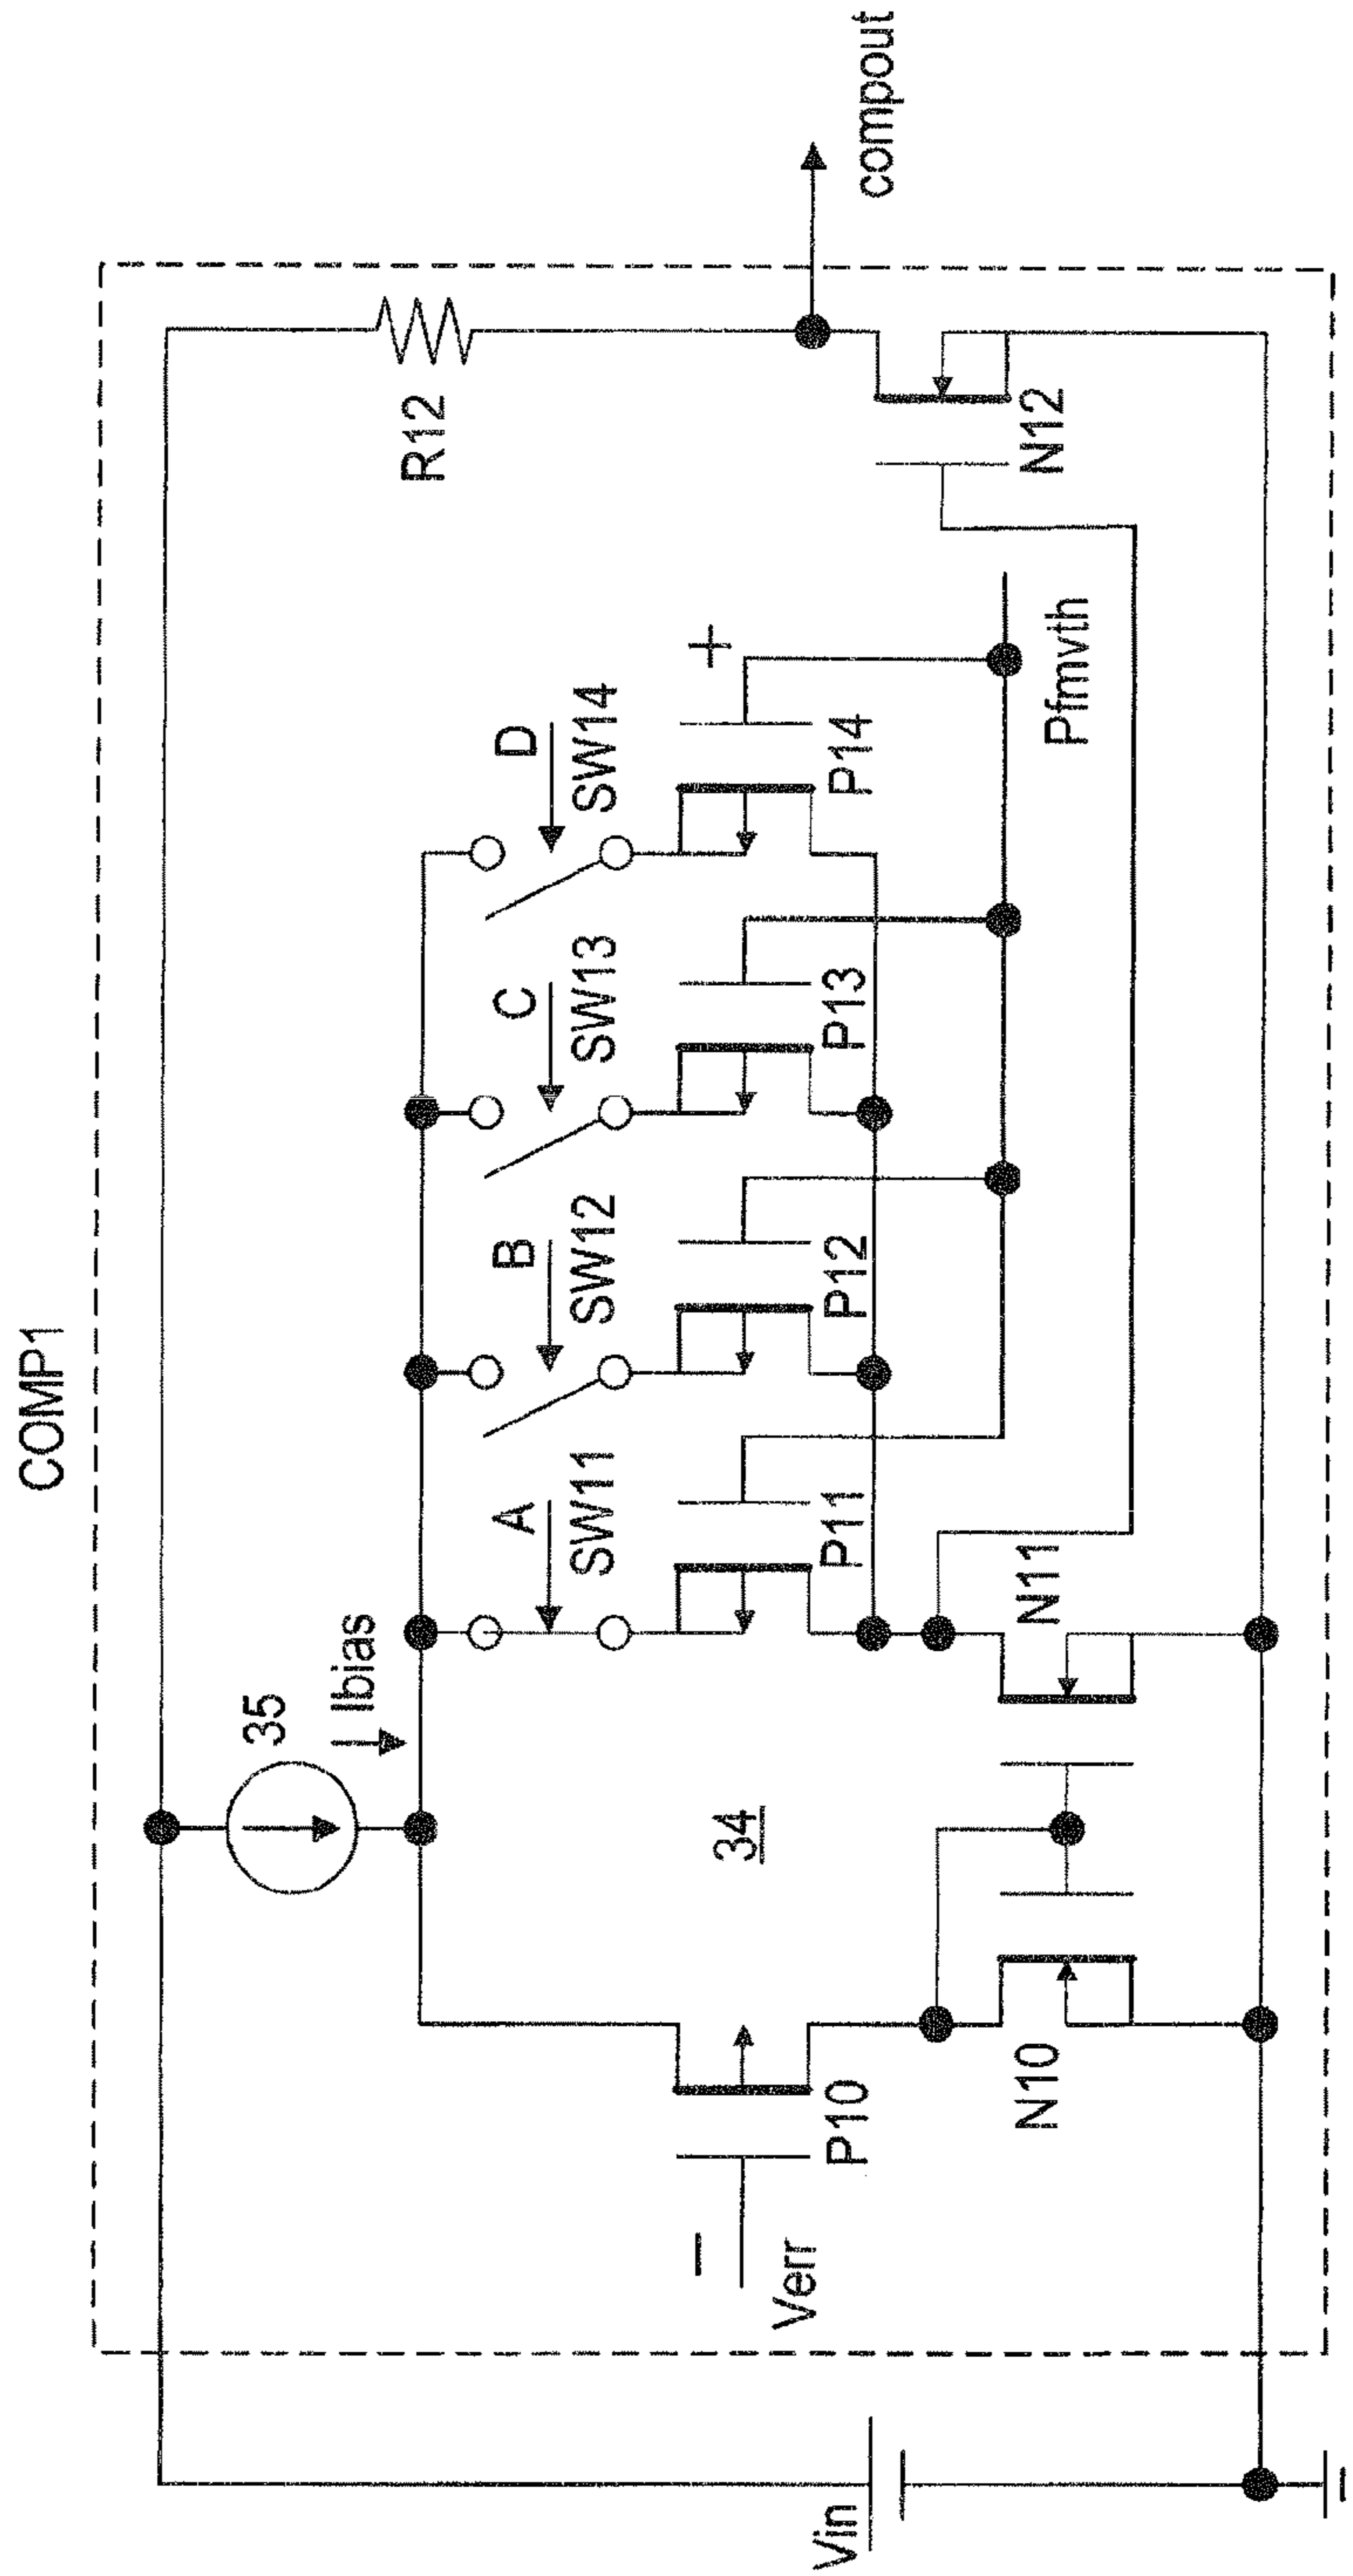 COMP1
35
Ibias
A
SW11
B
SW12
C
SW13
D
SW14
R12
compout
−
Verr
P10
34
P11
P12
P13
P14
+
Pfmvth
N10
N11
N12
Vin